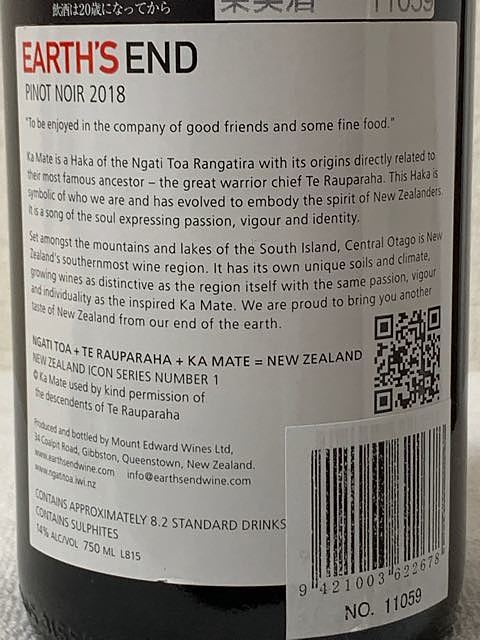 飲酒は20歳になってから
果実酒
11059
EARTH'S END
PINOT NOIR 2018
"To be enjoyed in the company of good friends and some fine food."
Ka Mate is a Haka of the Ngati Toa Rangatira with its origins directly related to
their most famous ancestor – the great warrior chief Te Rauparaha. This Haka is
symbolic of who we are and has evolved to embody the spirit of New Zealanders.
It is a song of the soul expressing passion, vigour and identity.
Set amongst the mountains and lakes of the South Island, Central Otago is New
Zealand's southernmost wine region. It has its own unique soils and climate,
growing wines as distinctive as the region itself with the same passion, vigour
and individuality as the inspired Ka Mate. We are proud to bring you another
taste of New Zealand from our end of the earth.
NGATI TOA + TE RAUPARAHA + KA MATE = NEW ZEALAND
NEW ZEALAND ICON SERIES NUMBER 1
© Ka Mate used by kind permission of
the descendents of Te Rauparaha
Produced and bottled by Mount Edward Wines Ltd,
34 Coalpit Road, Gibbston, Queenstown, New Zealand.
www.earthsendwine.com info@earthsendwine.com
www.ngatitoa.iwi.nz
CONTAINS APPROXIMATELY 8.2 STANDARD DRINKS
CONTAINS SULPHITES
14% ALC/VOL 750 ML L815
9 421003 622678
NO. 11059